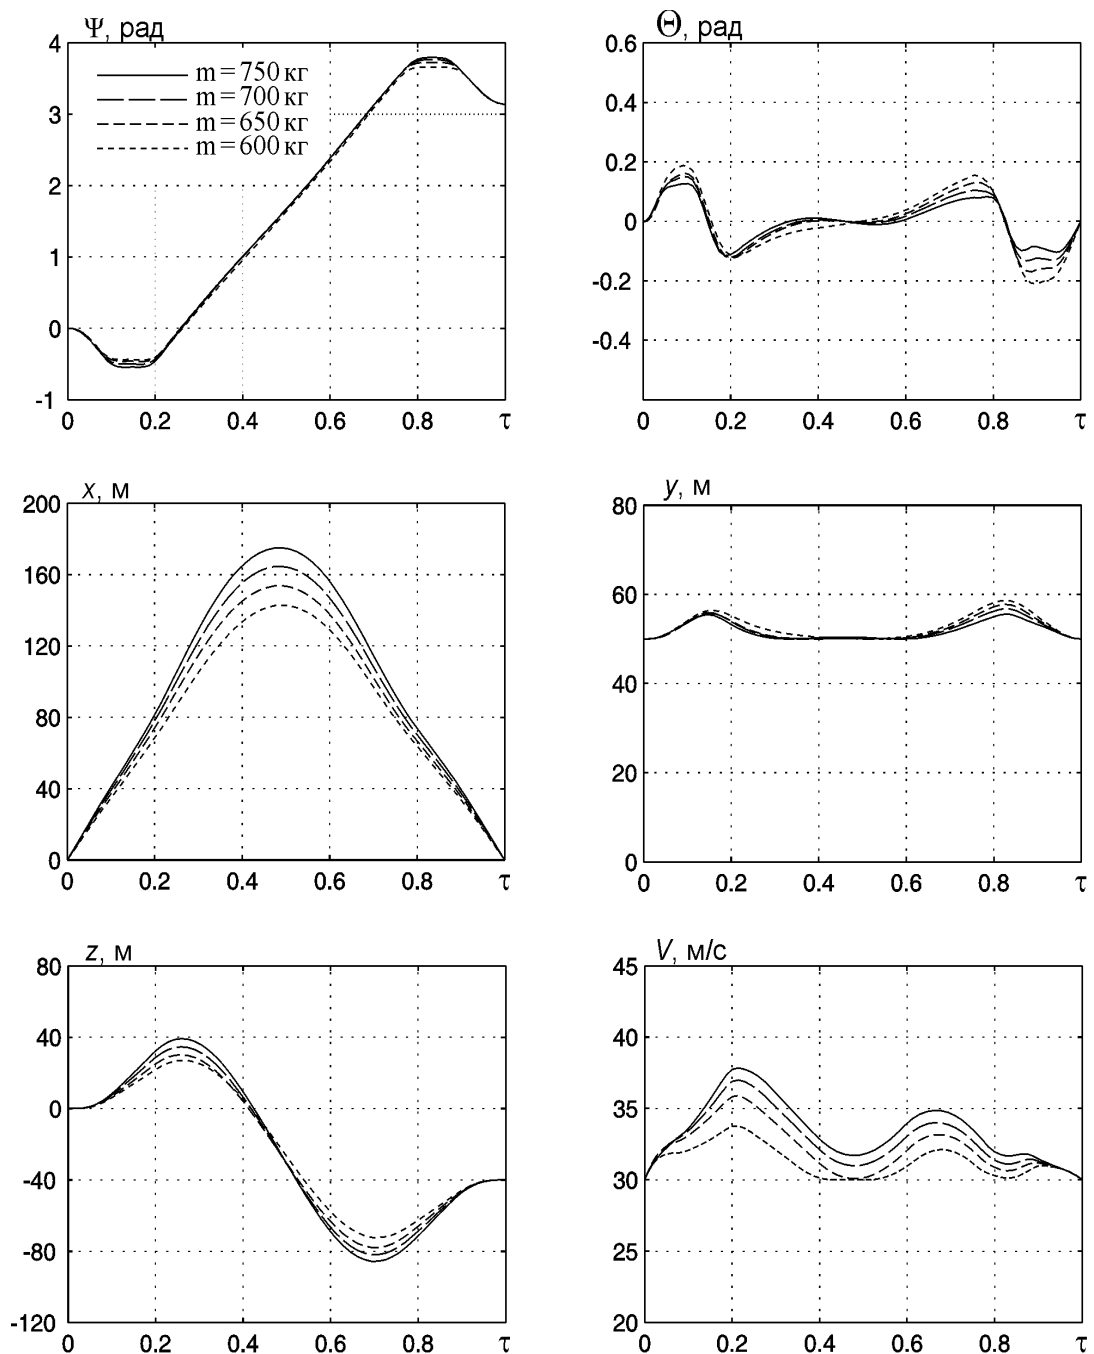 Ψ, рад
4
3
2
1
0
-1
m = 750 кг
m = 700 кг
m = 650 кг
m = 600 кг
0 0.2 0.4 0.6 0.8 τ
Θ, рад
0.6
0.4
0.2
0
-0.2
-0.4
0 0.2 0.4 0.6 0.8 τ
x, м
200
160
120
80
40
0
0 0.2 0.4 0.6 0.8 τ
y, м
80
60
40
20
0
0 0.2 0.4 0.6 0.8 τ
z, м
80
40
0
-40
-80
-120
0 0.2 0.4 0.6 0.8 τ
V, м/с
45
40
35
30
25
20
0 0.2 0.4 0.6 0.8 τ